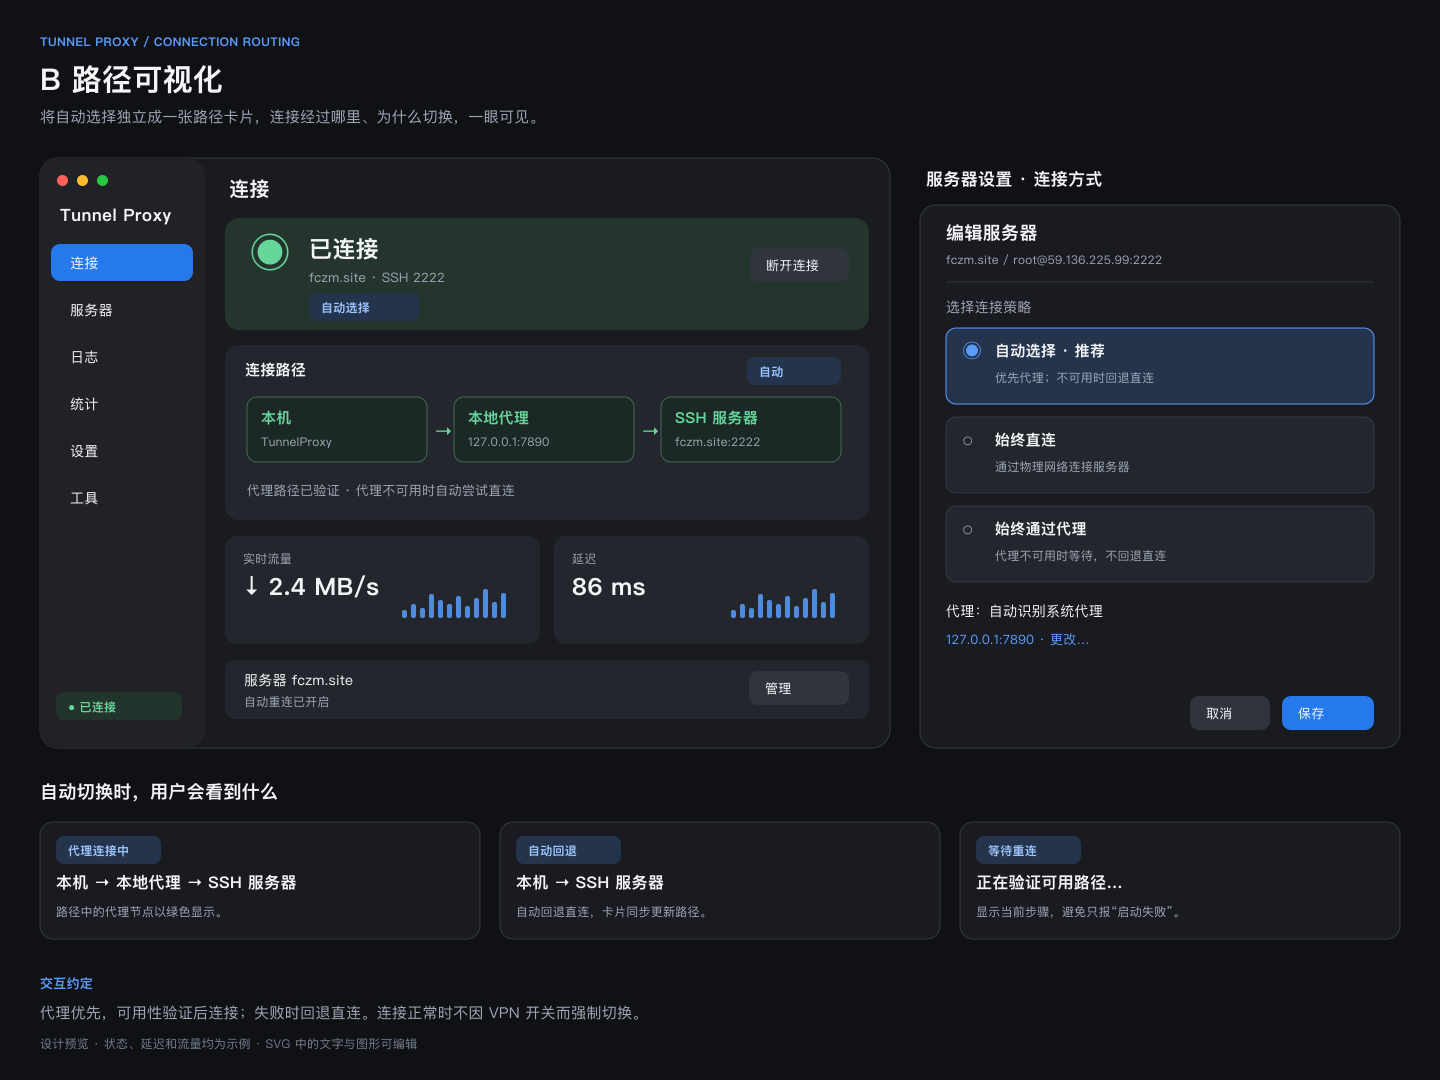 TUNNEL PROXY / CONNECTION ROUTING
B 路径可视化
将自动选择独立成一张路径卡片，连接经过哪里、为什么切换，一眼可见。
Tunnel Proxy
连接
服务器
日志
统计
设置
工具
• 已连接
连接
已连接
fczm.site · SSH 2222
自动选择
断开连接
连接路径
自动
本机
TunnelProxy
→
本地代理
127.0.0.1:7890
→
SSH 服务器
fczm.site:2222
代理路径已验证 · 代理不可用时自动尝试直连
实时流量
↓ 2.4 MB/s
延迟
86 ms
服务器 fczm.site
自动重连已开启
管理
服务器设置 · 连接方式
编辑服务器
fczm.site / root@59.136.225.99:2222
选择连接策略
自动选择 · 推荐
优先代理；不可用时回退直连
始终直连
通过物理网络连接服务器
始终通过代理
代理不可用时等待，不回退直连
代理：自动识别系统代理
127.0.0.1:7890 · 更改…
取消
保存
自动切换时，用户会看到什么
代理连接中
本机 → 本地代理 → SSH 服务器
路径中的代理节点以绿色显示。
自动回退
本机 → SSH 服务器
自动回退直连，卡片同步更新路径。
等待重连
正在验证可用路径…
显示当前步骤，避免只报“启动失败”。
交互约定
代理优先，可用性验证后连接；失败时回退直连。连接正常时不因 VPN 开关而强制切换。
设计预览 · 状态、延迟和流量均为示例 · SVG 中的文字与图形可编辑